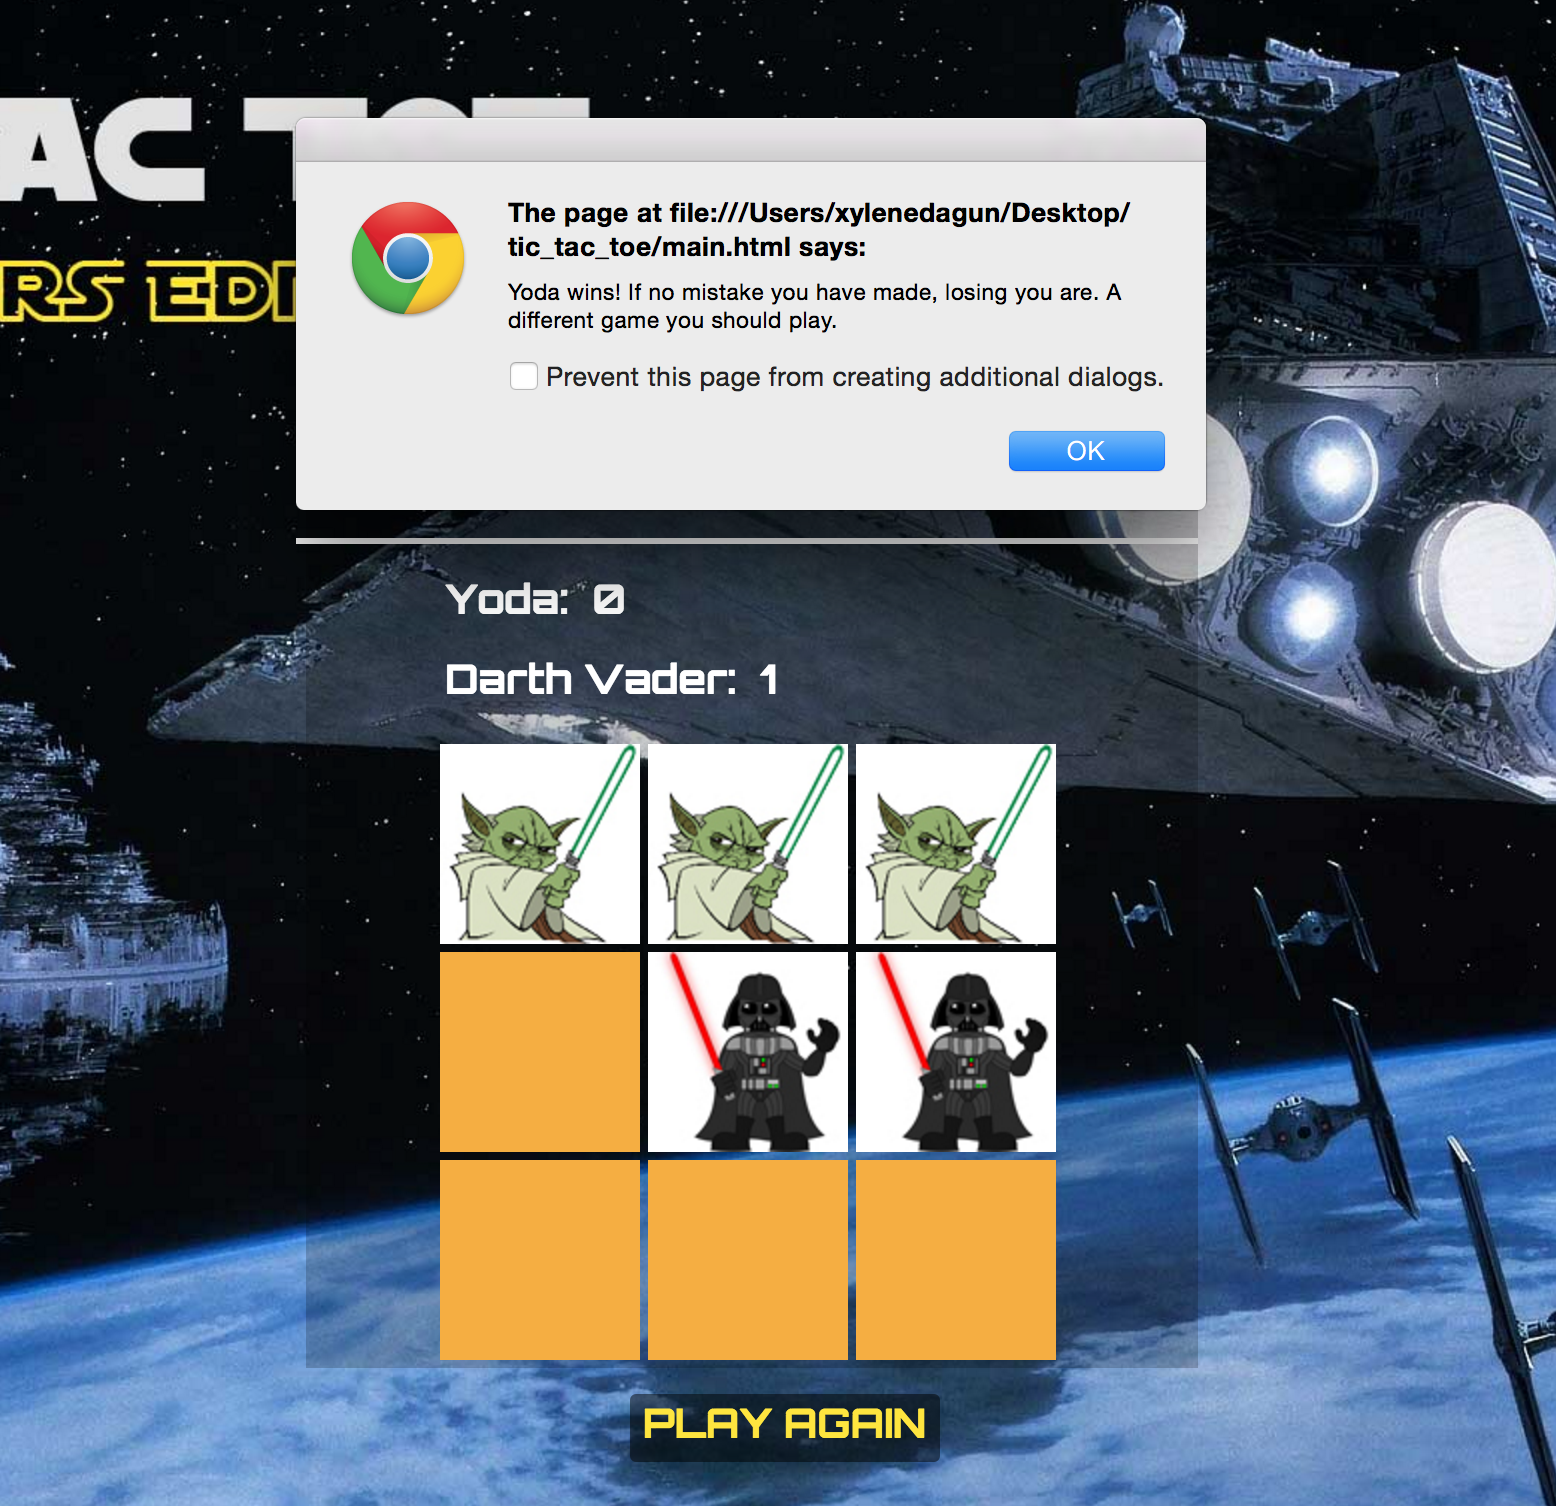 AC TOE
RS EDI
The page at file:///Users/xylenedagun/Desktop/
tic_tac_toe/main.html says:
Yoda wins! If no mistake you have made, losing you are. A
different game you should play.
Prevent this page from creating additional dialogs.
OK
Yoda: 0
Darth Vader: 1
PLAY AGAIN